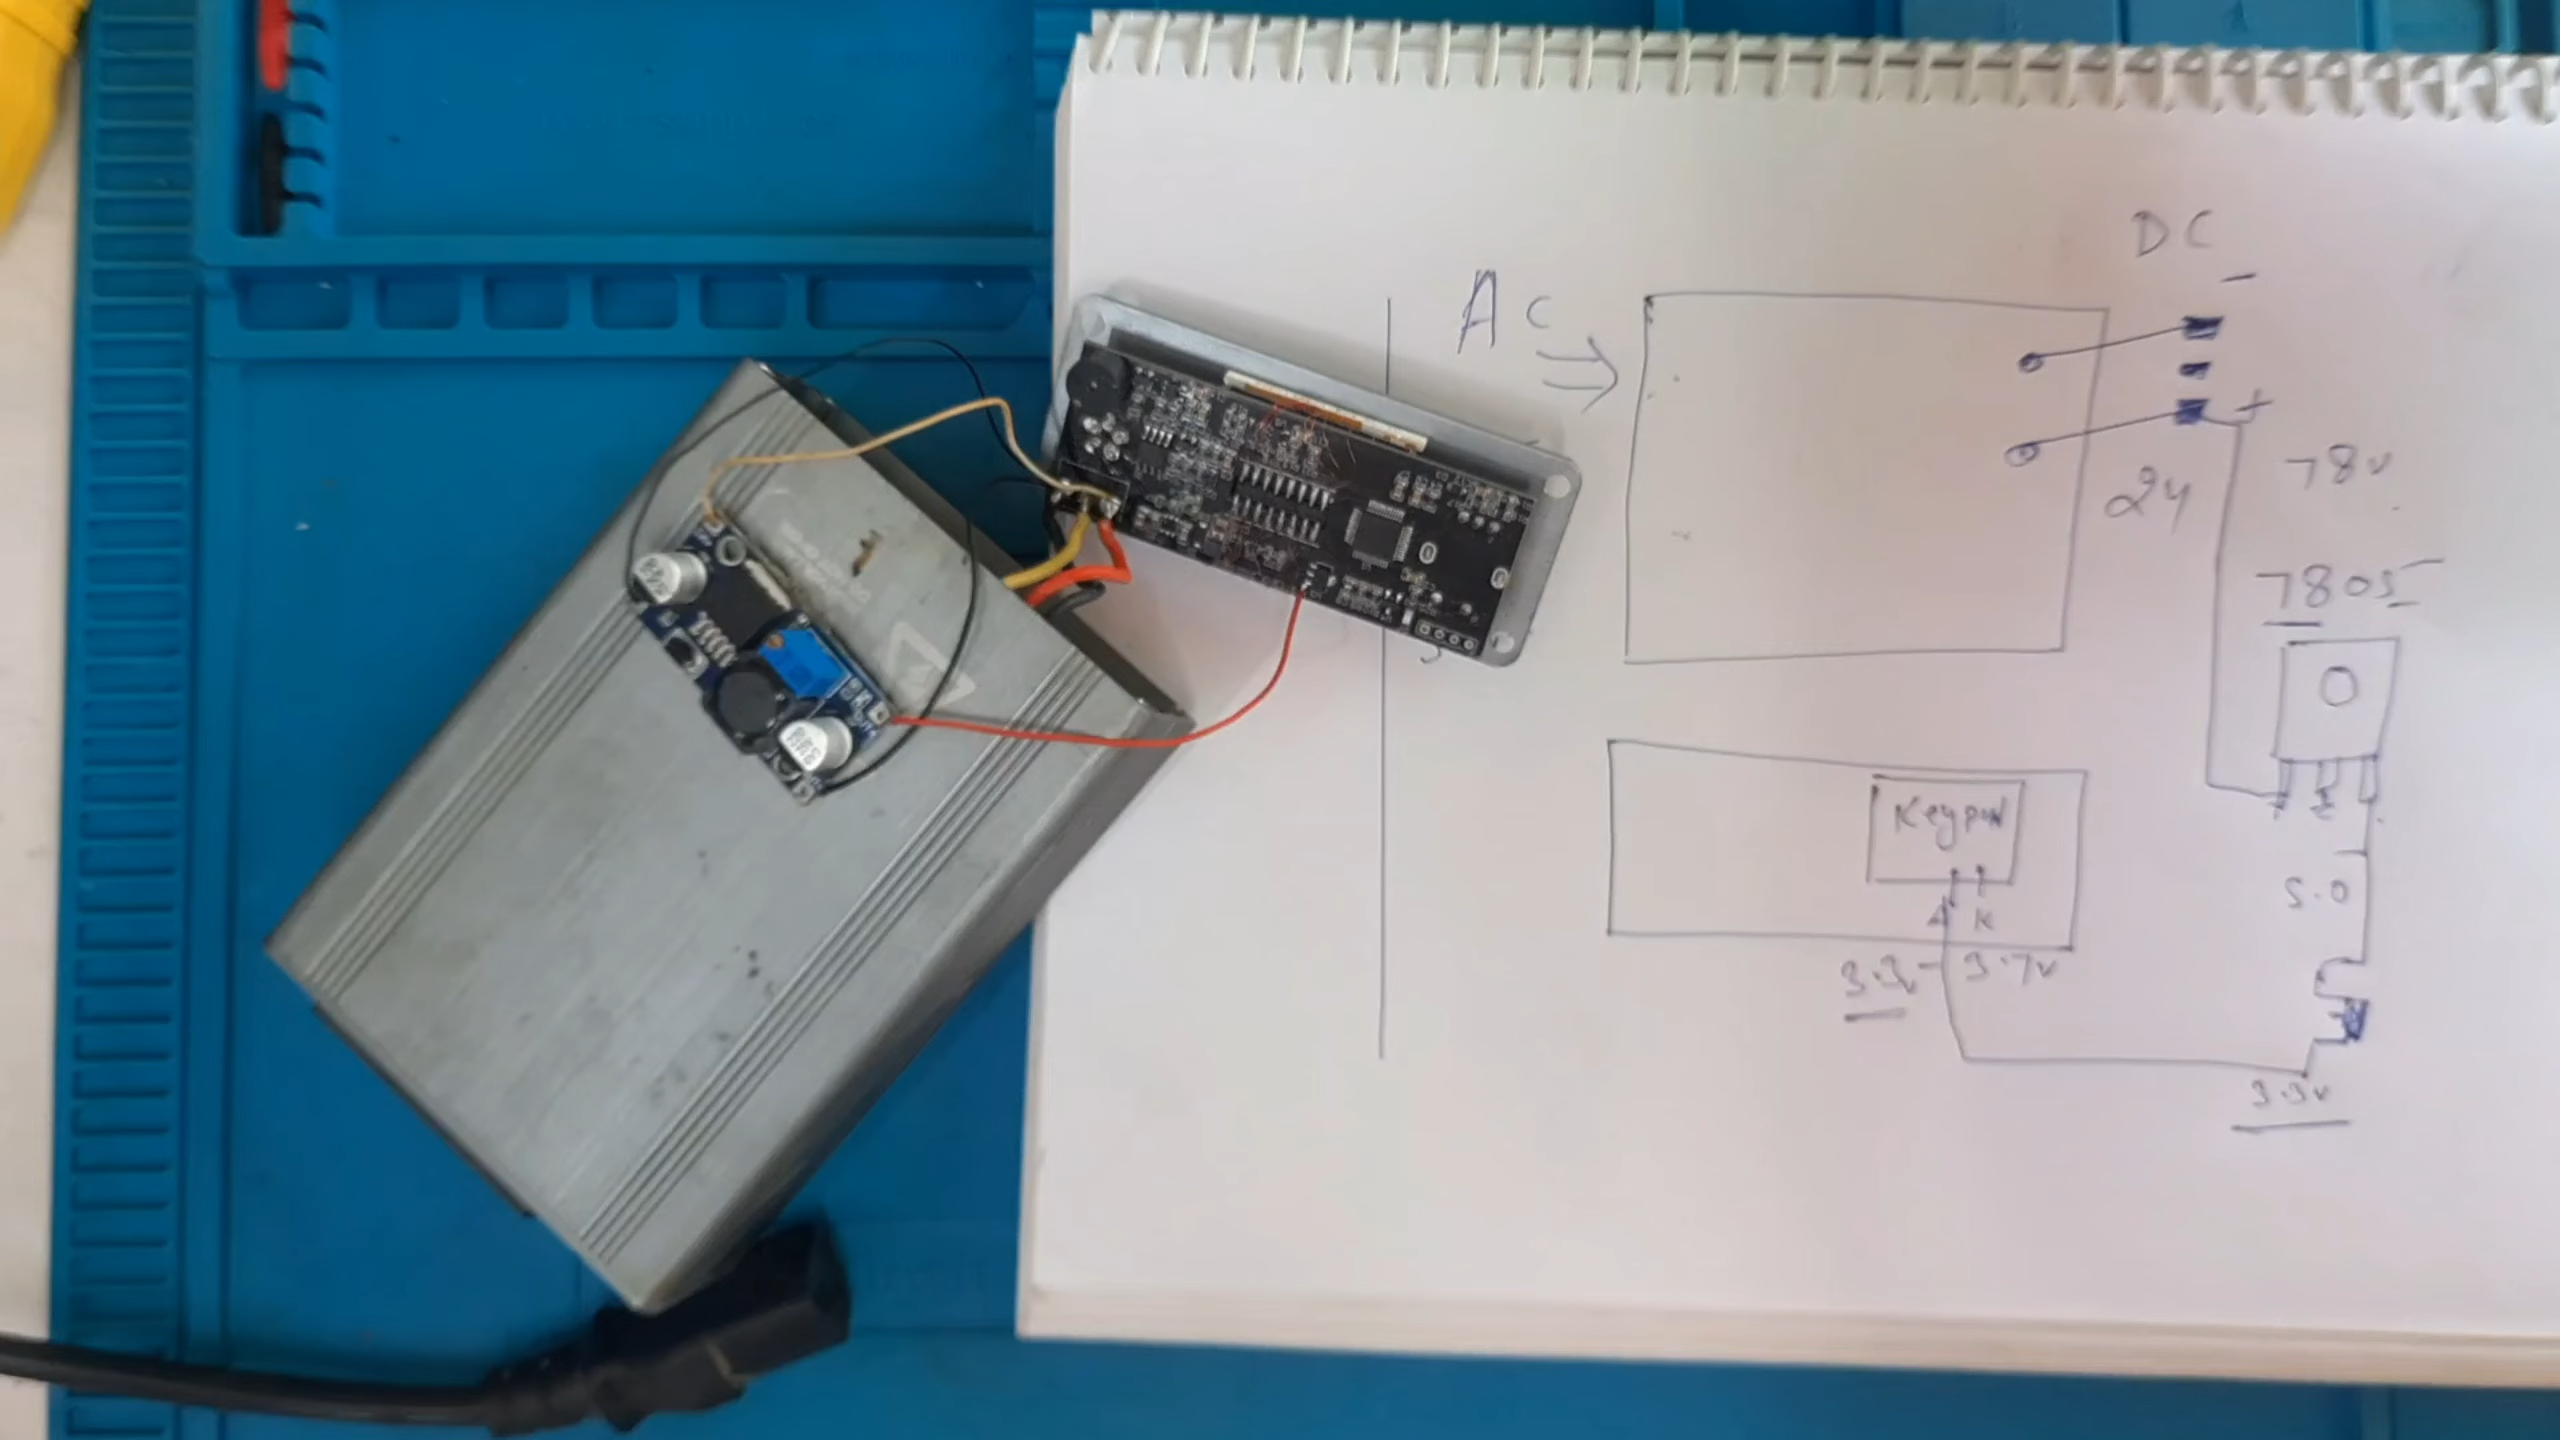 DC
-
AC
+
78v
24
7805
Keypad
5.0
A K
3.3v - 3.7v
3.3v